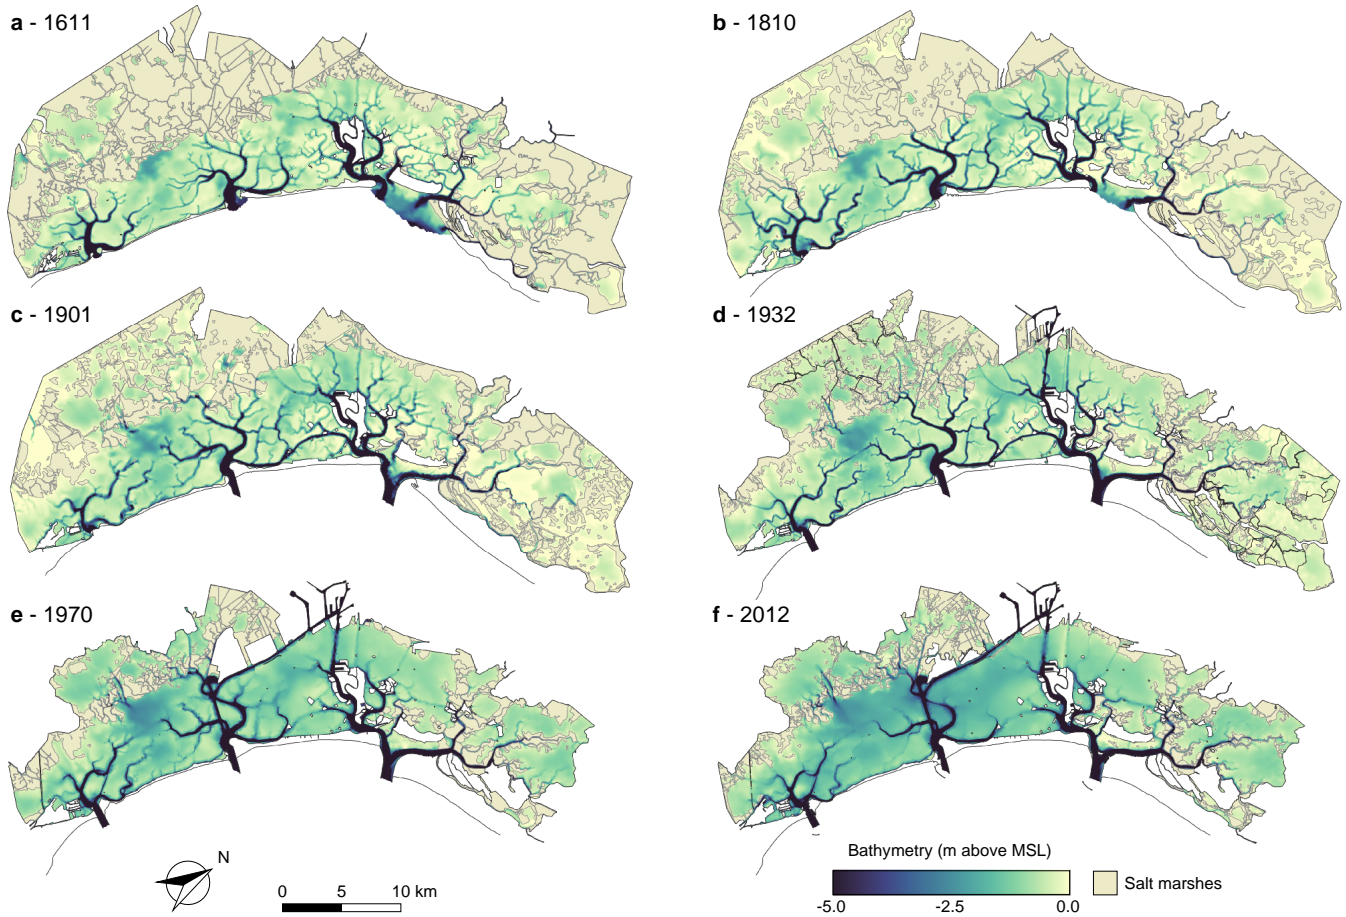 a - 1611
b - 1810
c - 1901
d - 1932
e - 1970
f - 2012
N
0 5 10 km
Bathymetry (m above MSL)
-5.0 -2.5 0.0
Salt marshes